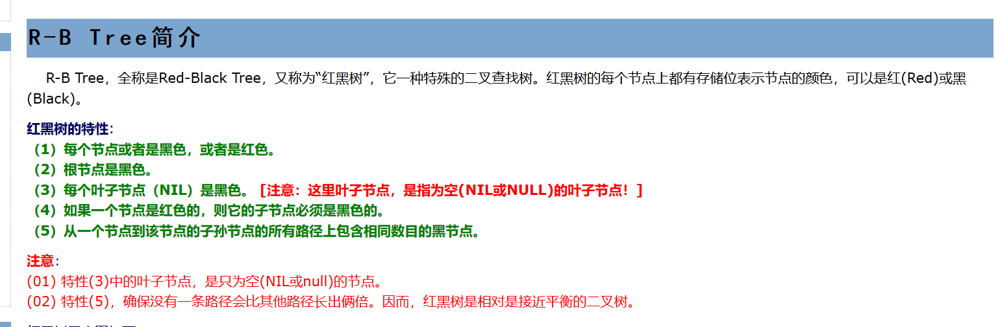 R-B Tree简介
R-B Tree，全称是Red-Black Tree，又称为“红黑树”，它一种特殊的二叉查找树。红黑树的每个节点上都有存储位表示节点的颜色，可以是红(Red)或黑
(Black)。
红黑树的特性：
（1）每个节点或者是黑色，或者是红色。
（2）根节点是黑色。
（3）每个叶子节点（NIL）是黑色。 [注意：这里叶子节点，是指为空(NIL或NULL)的叶子节点！]
（4）如果一个节点是红色的，则它的子节点必须是黑色的。
（5）从一个节点到该节点的子孙节点的所有路径上包含相同数目的黑节点。
注意：
(01) 特性(3)中的叶子节点，是只为空(NIL或null)的节点。
(02) 特性(5)，确保没有一条路径会比其他路径长出俩倍。因而，红黑树是相对是接近平衡的二叉树。